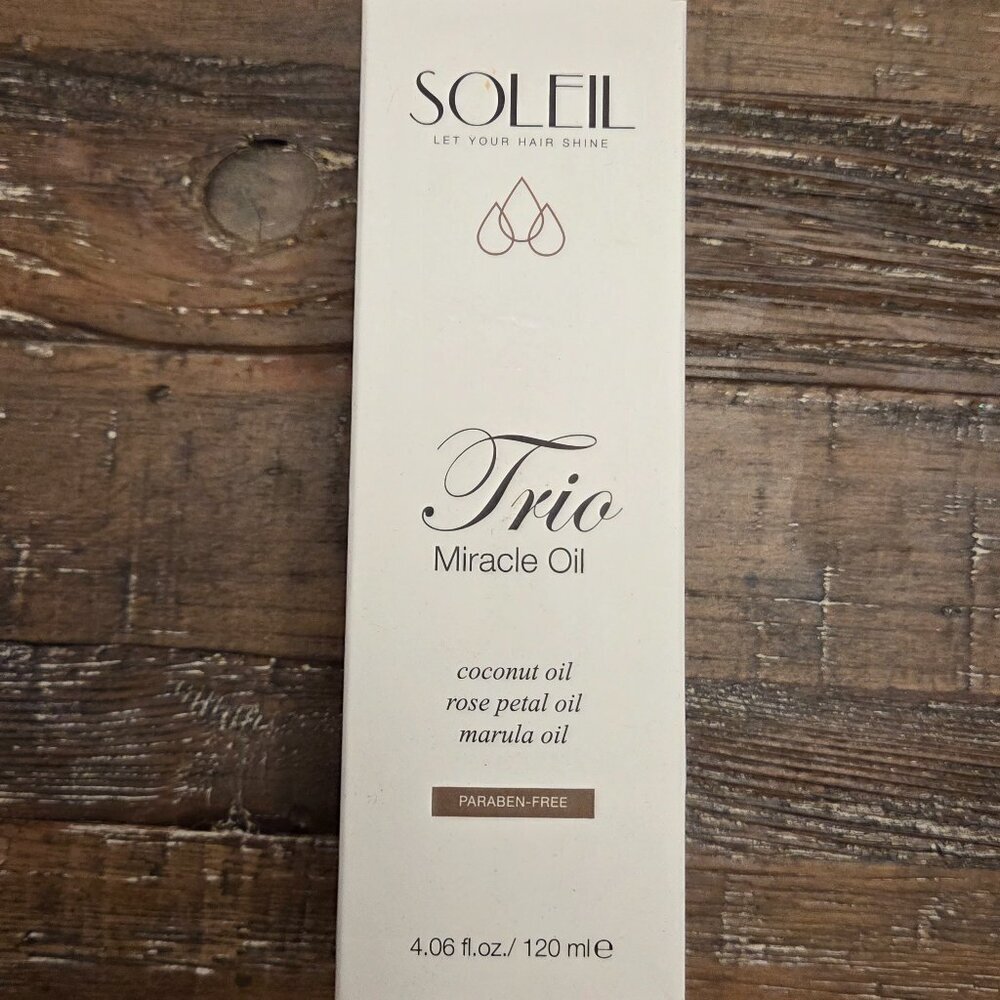 SOLEIL
LET YOUR HAIR SHINE
Trio
Miracle Oil
coconut oil
rose petal oil
marula oil
PARABEN-FREE
4.06 fl.oz./ 120 ml ℮